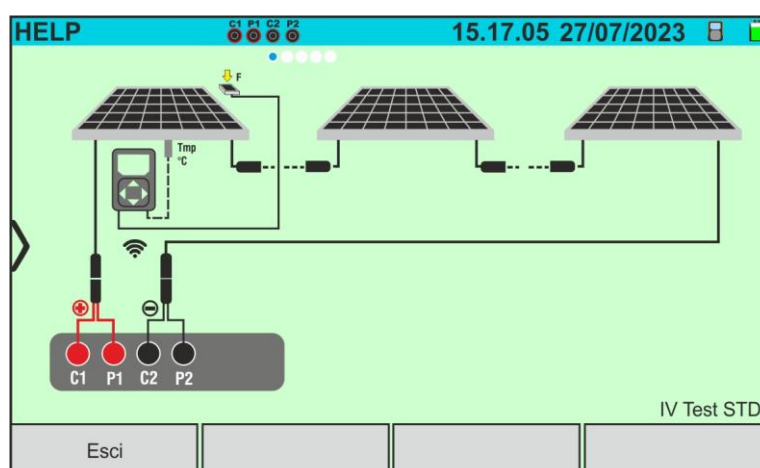 HELP C1 P1 C2 P2 15.17.05 27/07/2023
F
Tmp
°C
C1 P1 C2 P2
IV Test STD
Esci